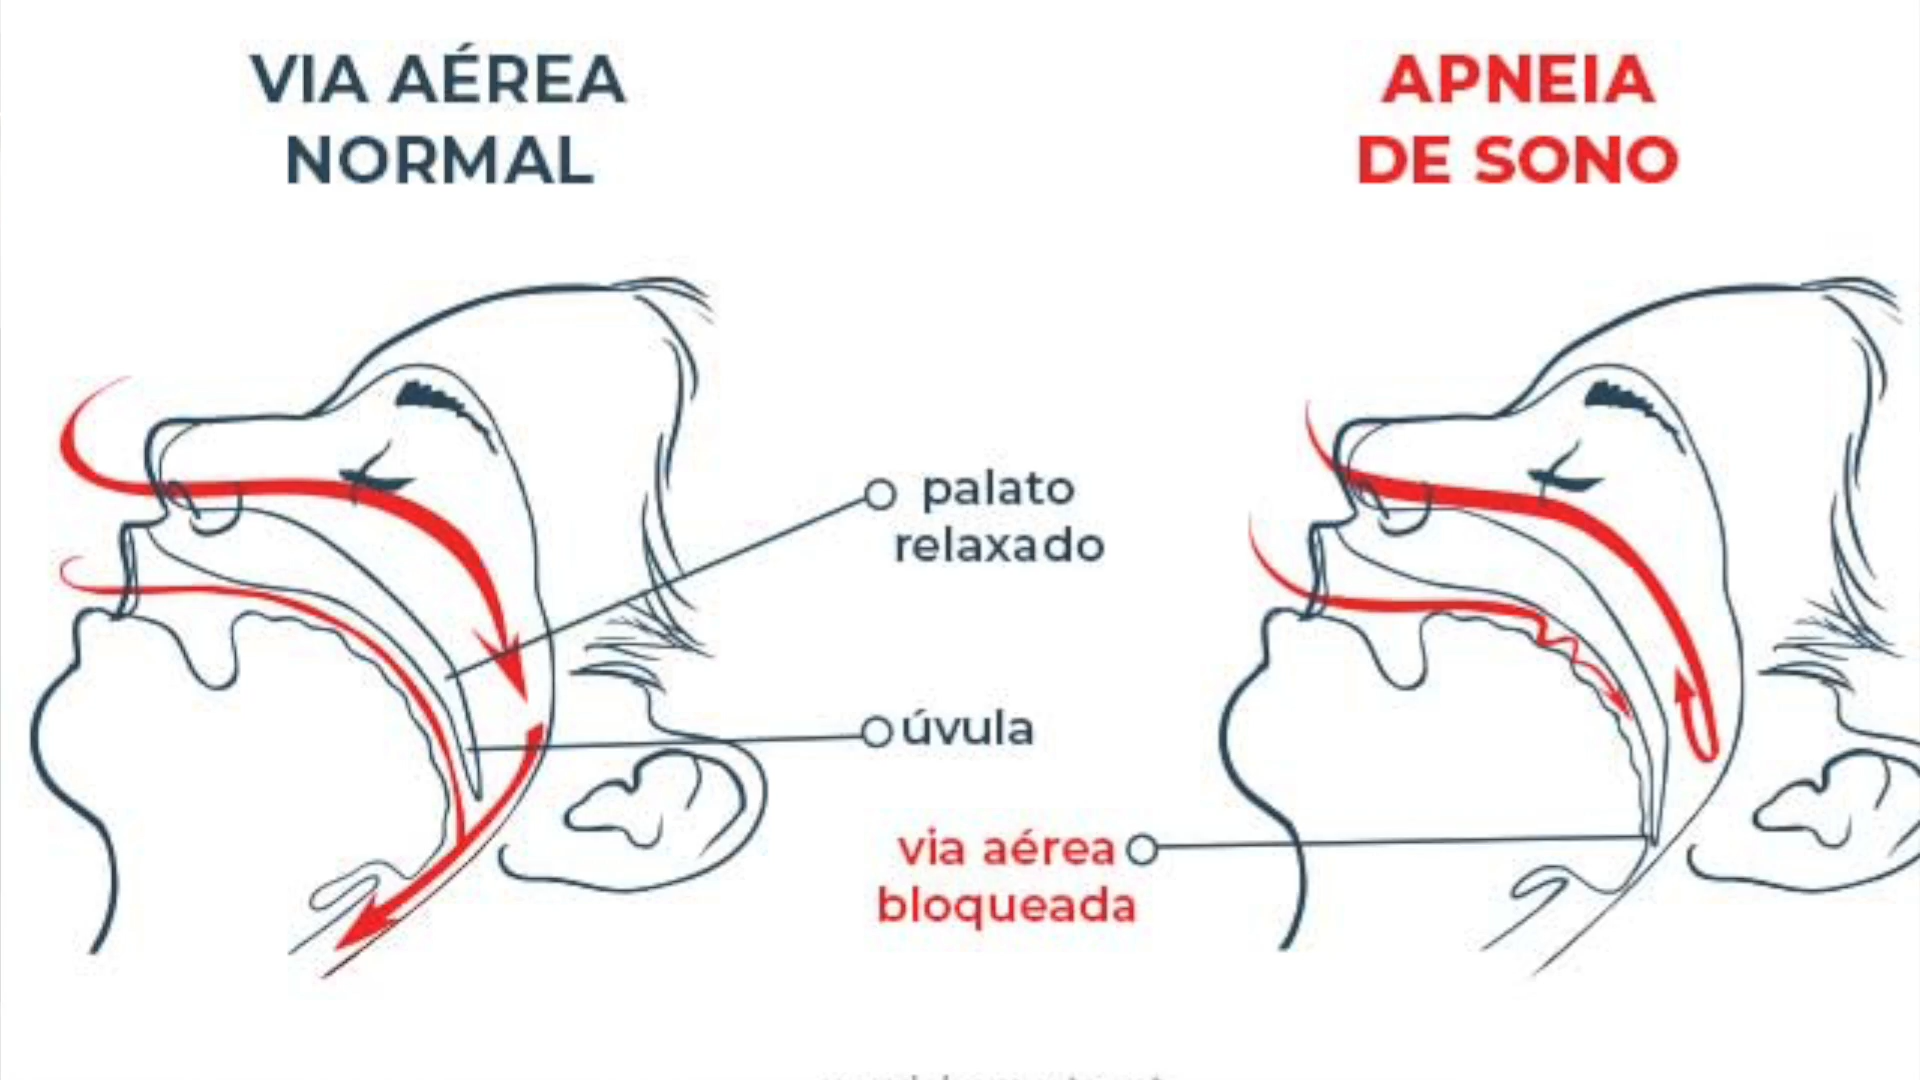 VIA AÉREA
NORMAL
APNEIA
DE SONO
palato
relaxado
úvula
via aérea
bloqueada